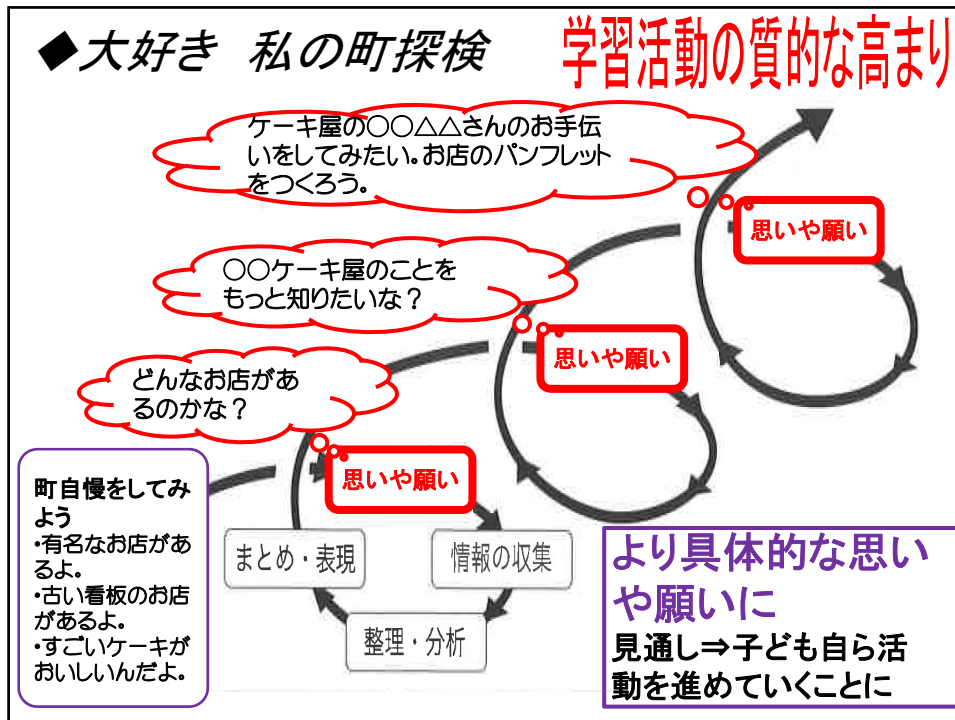 ◆大好き 私の町探検
学習活動の質的な高まり
ケーキ屋の〇〇△△さんのお手伝
いをしてみたい。お店のパンフレット
をつくろう。
思いや願い
〇〇ケーキ屋のことを
もっと知りたいな？
思いや願い
どんなお店があ
るのかな？
思いや願い
町自慢をしてみ
よう
・有名なお店があ
るよ。
・古い看板のお店
があるよ。
・すごいケーキが
おいしいんだよ。
まとめ・表現
情報の収集
整理・分析
より具体的な思い
や願いに
見通し⇒子ども自ら活
動を進めていくことに